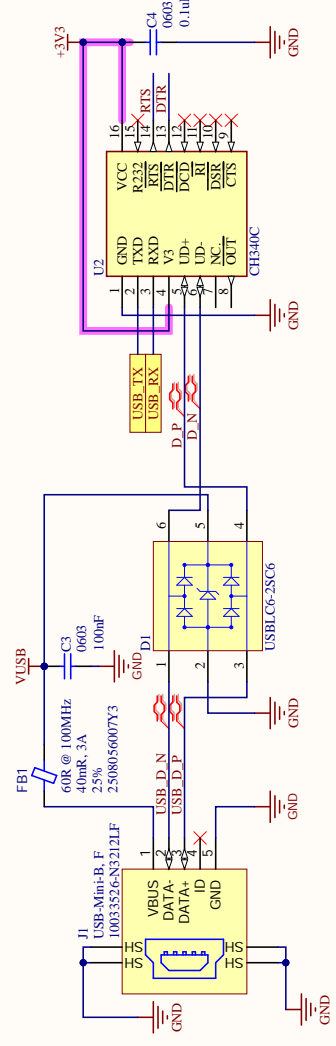 +3V3
C4
0603
GND
RTS
DTR
16
15
14
13
12
11
10
9
VCC
R232
RTS
DTR
DCD
RI
DSR
CTS
U2
CH340C
GND
TXD
RXD
V3
UD+
UD-
NC.
OUT
1
2
3
4
5
6
7
8
GND
USB_TX
USB_RX
D_P
D_N
VUSB
C3
0603
100nF
GND
6
5
4
D1
USBLC6-2SC6
1
2
3
GND
FB1
60R @ 100MHz
40mR, 3A
25%
2508056007Y3
USB_D_N
USB_D_P
GND
J1
USB-Mini-B, F
10033526-N3212LF
1
2
3
4
5
VBUS
DATA-
DATA+
ID
GND
HS
HS
HS
HS
GND
GND